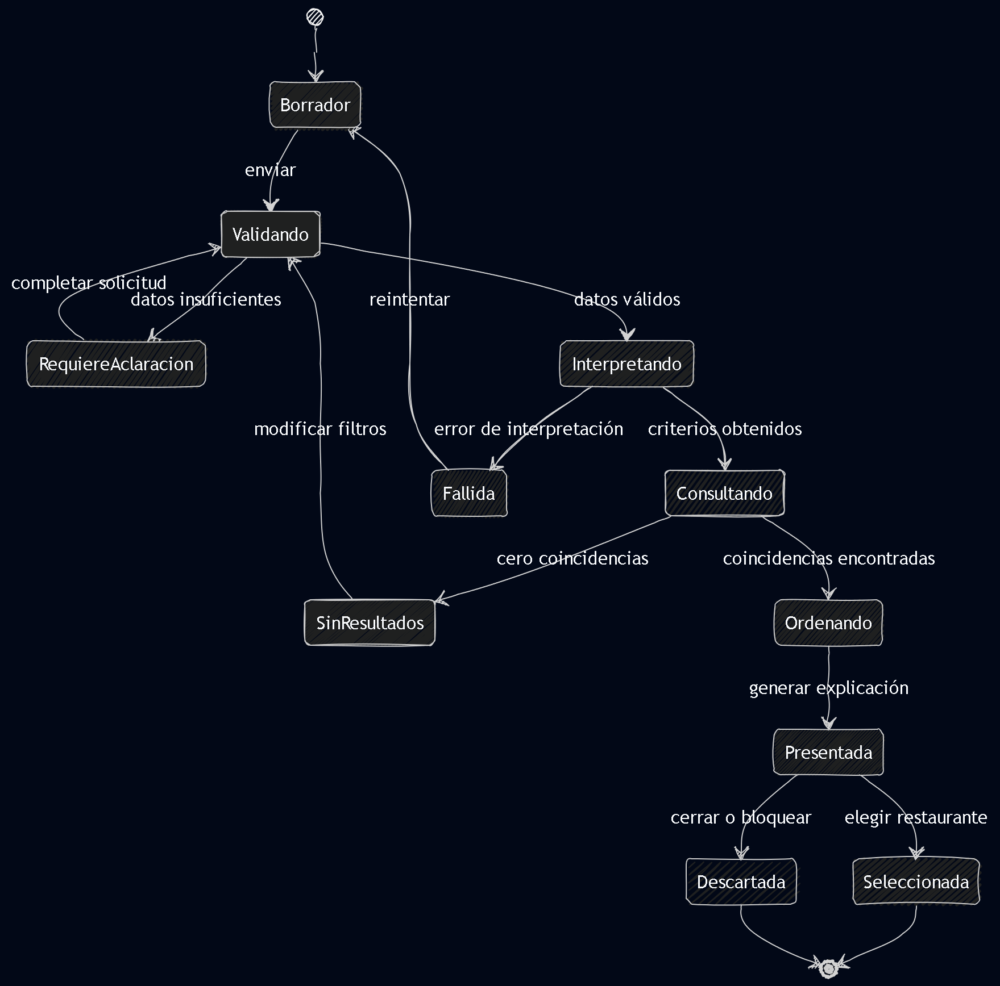 Borrador
enviar
Validando
completar solicitud
datos insuficientes
reintentar
datos válidos
RequiereAclaracion
Interpretando
modificar filtros
error de interpretación
criterios obtenidos
Fallida
Consultando
cero coincidencias
coincidencias encontradas
SinResultados
Ordenando
generar explicación
Presentada
cerrar o bloquear
elegir restaurante
Descartada
Seleccionada